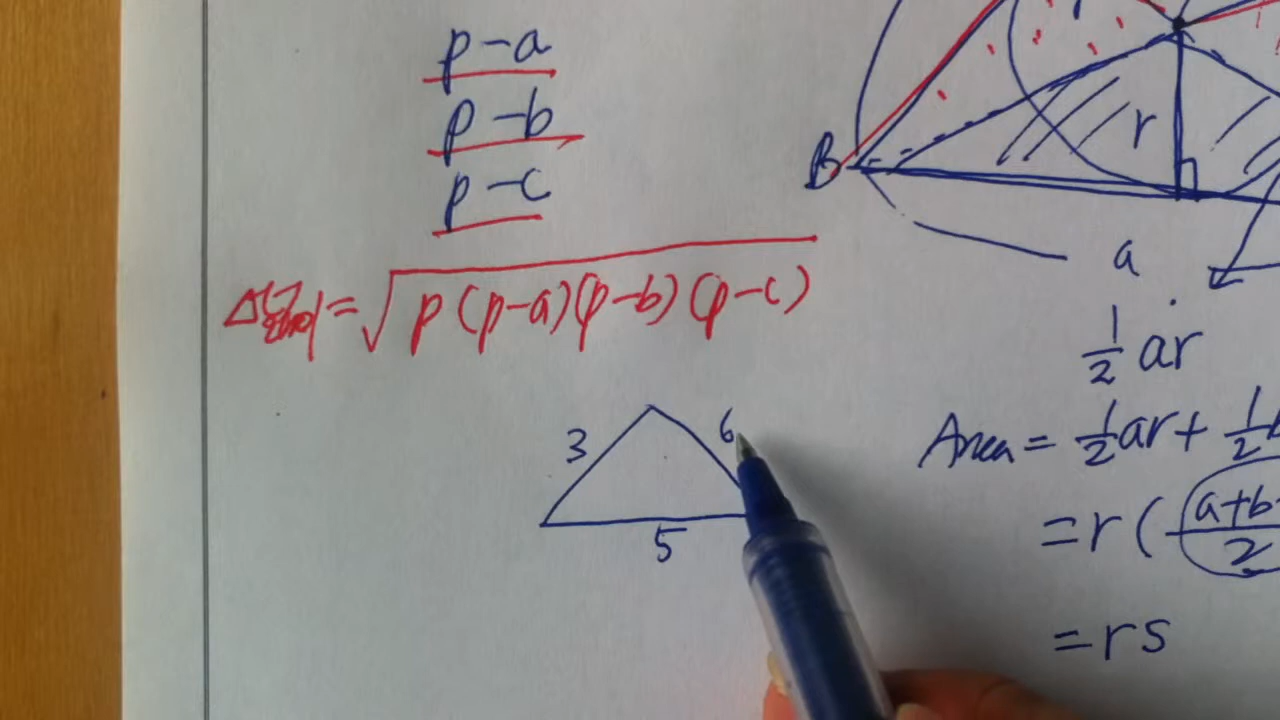 p-a
p-b
p-c
=√p(p-a)(p-b)(p-c)
3
6
5
B
r
a
1/2 ar
Area = 1/2 ar + 1/2
= r (a+b
2
= rs